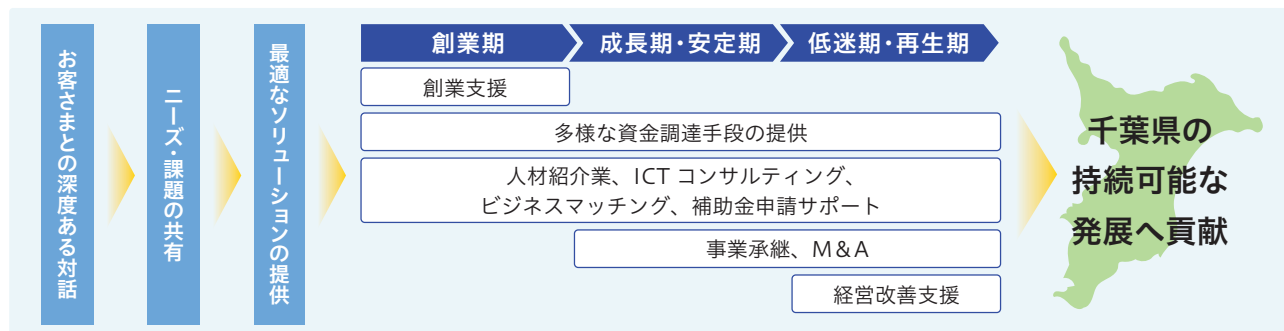 お客さまとの深度ある対話
ニーズ・課題の共有
最適なソリューションの提供
創業期
成長期・安定期
低迷期・再生期
創業支援
多様な資金調達手段の提供
人材紹介業、ICT コンサルティング、
ビジネスマッチング、補助金申請サポート
事業承継、M&A
経営改善支援
千葉県の
持続可能な
発展へ貢献